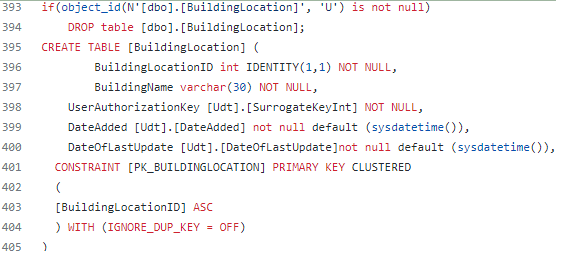 393 if(object_id(N'[dbo].[BuildingLocation]', 'U') is not null)
394 DROP table [dbo].[BuildingLocation];
395 CREATE TABLE [BuildingLocation] (
396 BuildingLocationID int IDENTITY(1,1) NOT NULL,
397 BuildingName varchar(30) NOT NULL,
398 UserAuthorizationKey [Udt].[SurrogateKeyInt] NOT NULL,
399 DateAdded [Udt].[DateAdded] not null default (sysdatetime()),
400 DateOfLastUpdate [Udt].[DateOfLastUpdate]not null default (sysdatetime()),
401 CONSTRAINT [PK_BUILDINGLOCATION] PRIMARY KEY CLUSTERED
402 (
403 [BuildingLocationID] ASC
404 ) WITH (IGNORE_DUP_KEY = OFF)
405 )